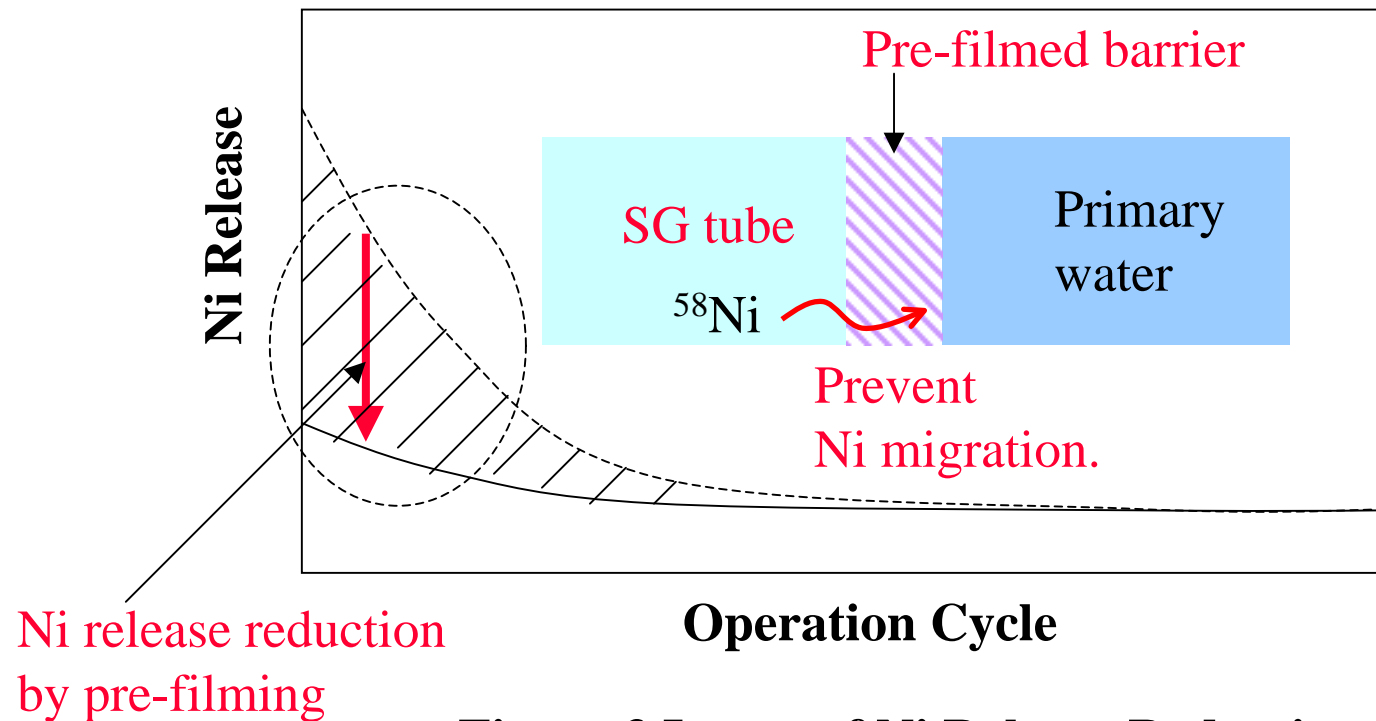 Pre-filmed barrier
Ni Release
SG tube
Primary
water
⁵⁸Ni
Prevent
Ni migration.
Operation Cycle
Ni release reduction
by pre-filming